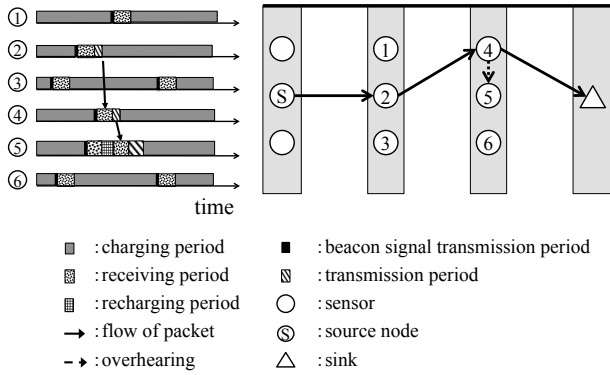 1
2
3
4
5
6
time
S
1
2
3
4
5
6
: charging period
: receiving period
: recharging period
: flow of packet
: overhearing
: beacon signal transmission period
: transmission period
: sensor
S : source node
: sink